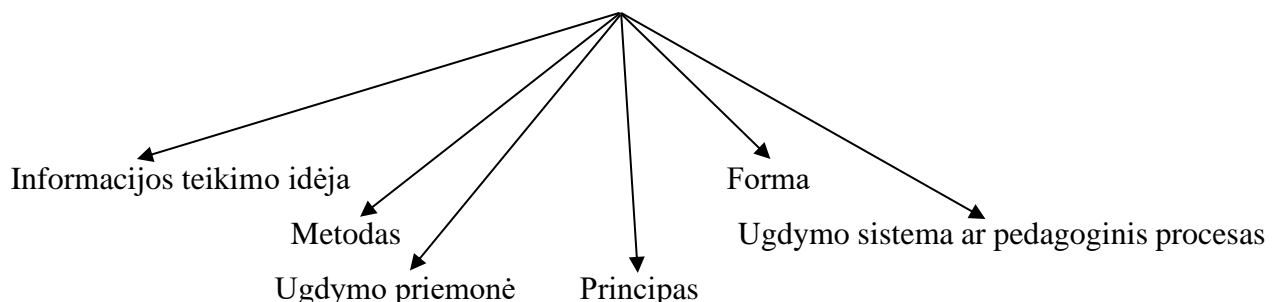 Informacijos teikimo idėja
Forma
Metodas
Ugdymo sistema ar pedagoginis procesas
Ugdymo priemonė
Principas